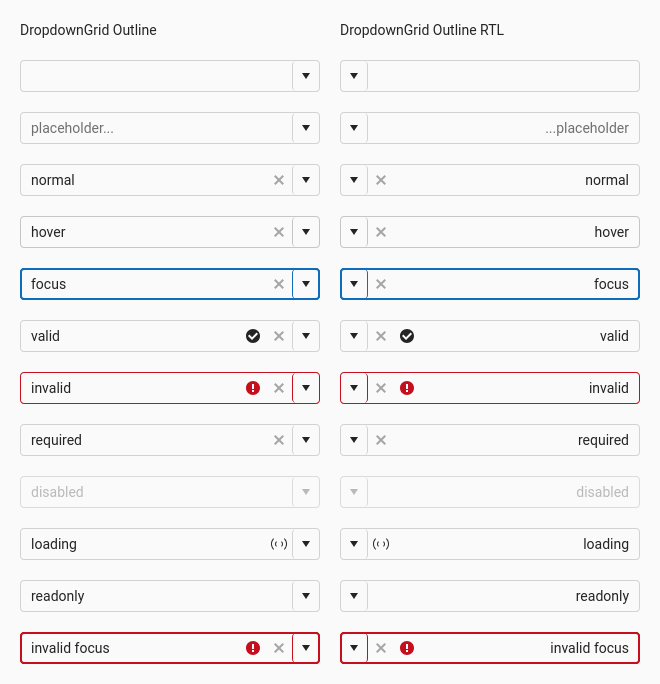 DropdownGrid Outline
DropdownGrid Outline RTL
placeholder...
...placeholder
normal
normal
hover
hover
focus
focus
valid
valid
invalid
invalid
required
required
disabled
disabled
loading
loading
readonly
readonly
invalid focus
invalid focus